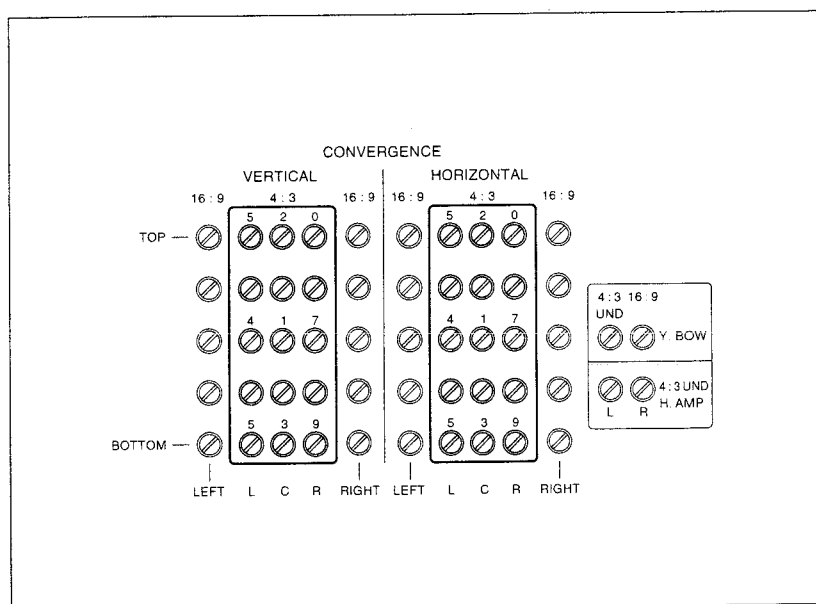 CONVERGENCE
VERTICAL HORIZONTAL
16 : 9 4 : 3 16 : 9 16 : 9 4 : 3 16 : 9
5 2 0 5 2 0
TOP
4 1 7 4 1 7
5 3 9 5 3 9
BOTTOM
LEFT L C R RIGHT LEFT L C R RIGHT
4 : 3 16 : 9
UND
Y. BOW
4 : 3 UND
H. AMP
L R